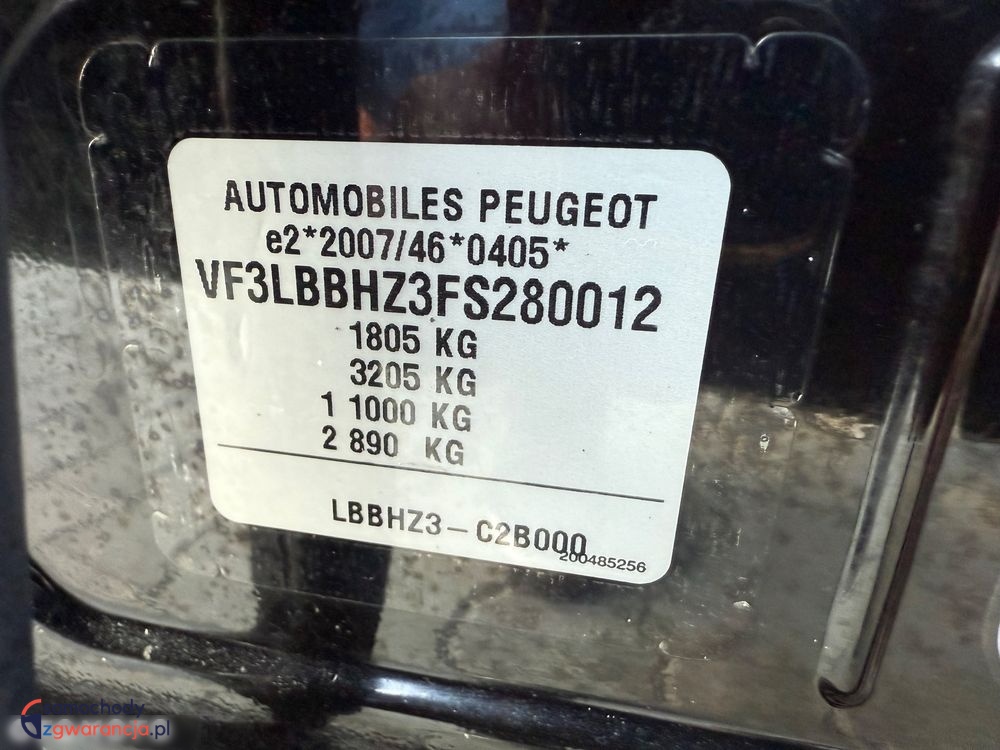 AUTOMOBILES PEUGEOT
e2*2007/46*0405*
VF3LBBHZ3FS280012
1805 KG
3205 KG
1 1000 KG
2 890 KG
LBBHZ3-C2B000
200485256
samochody
zgwarancja.pl